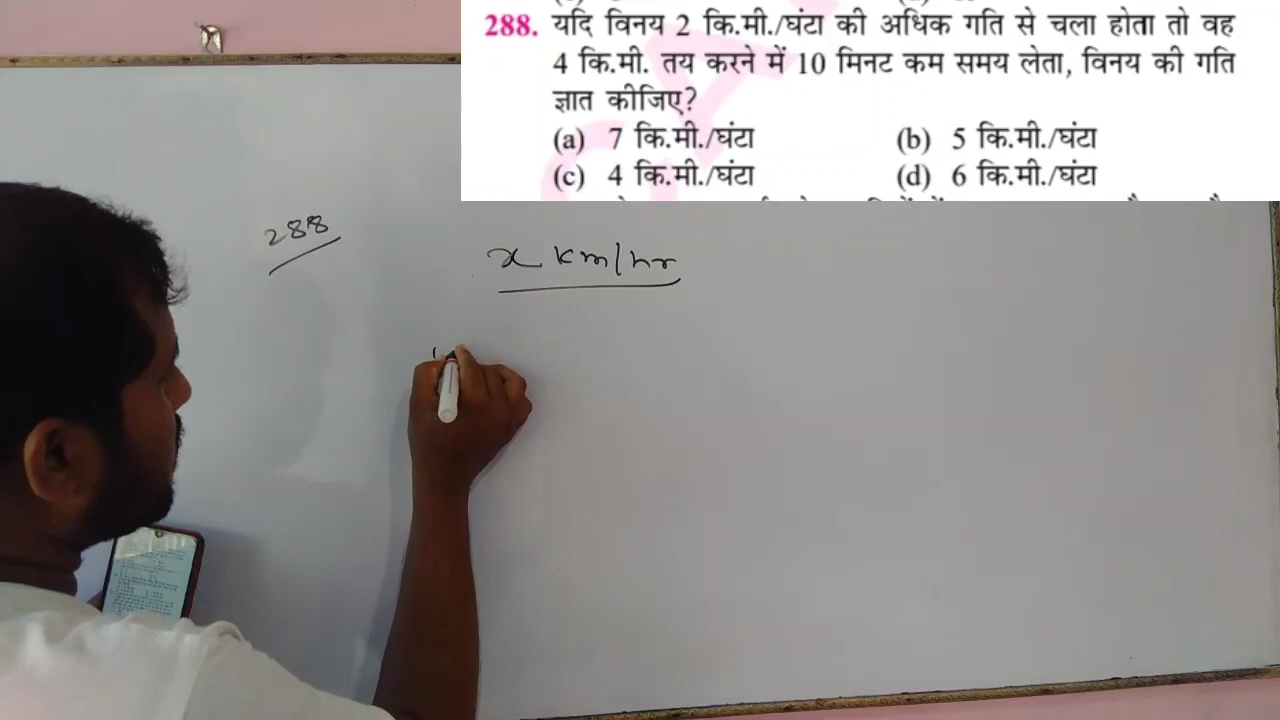 288. यदि विनय 2 कि.मी./घंटा की अधिक गति से चला होता तो वह
4 कि.मी. तय करने में 10 मिनट कम समय लेता, विनय की गति
ज्ञात कीजिए?
(a) 7 कि.मी./घंटा (b) 5 कि.मी./घंटा
(c) 4 कि.मी./घंटा (d) 6 कि.मी./घंटा
288
x km/hr